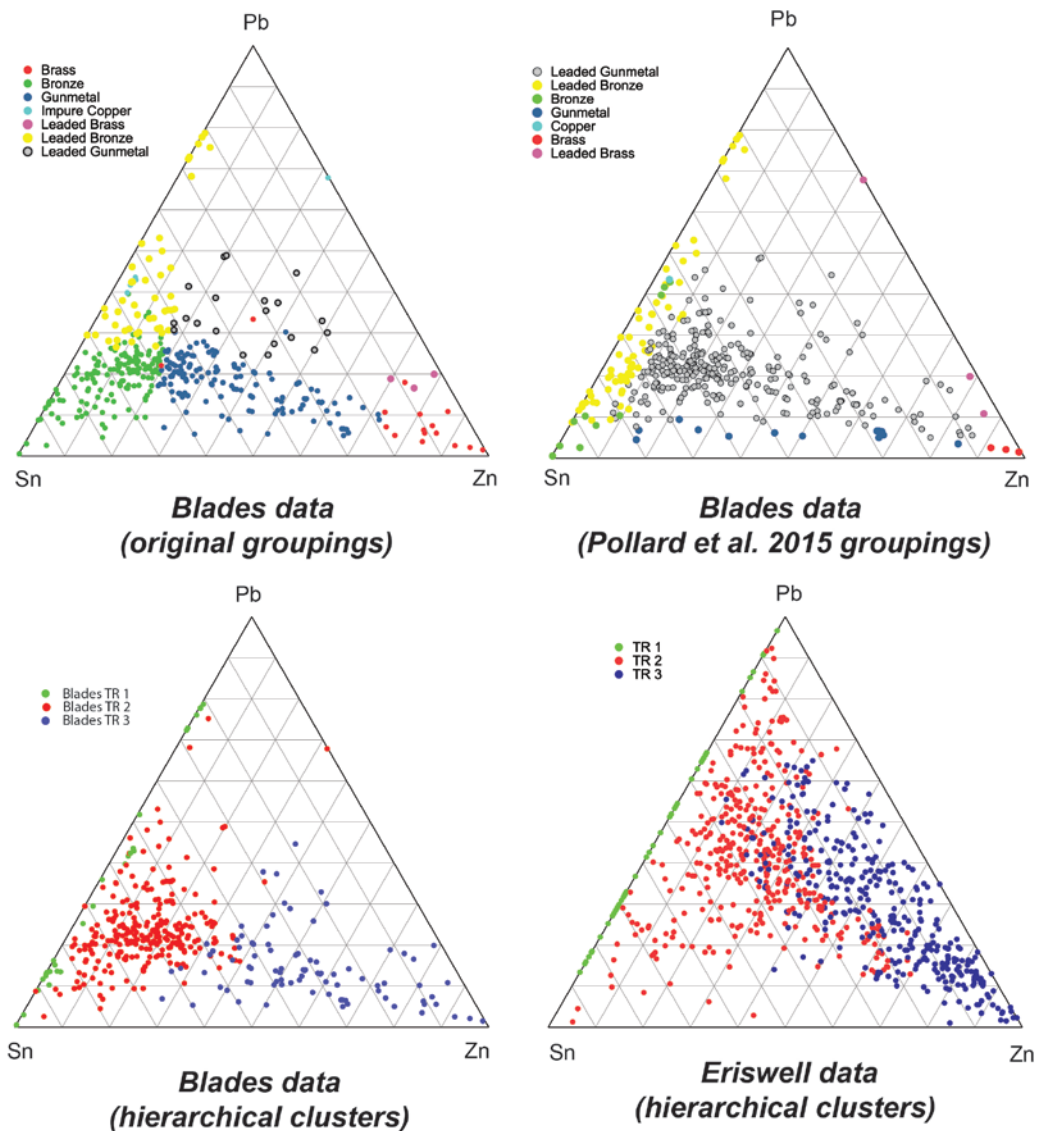 Pb
Brass
Bronze
Gunmetal
Impure Copper
Leaded Brass
Leaded Bronze
Leaded Gunmetal
Sn
Zn
Blades data
(original groupings)
Pb
Leaded Gunmetal
Leaded Bronze
Bronze
Gunmetal
Copper
Brass
Leaded Brass
Sn
Zn
Blades data
(Pollard et al. 2015 groupings)
Pb
Blades TR 1
Blades TR 2
Blades TR 3
Sn
Zn
Blades data
(hierarchical clusters)
Pb
TR 1
TR 2
TR 3
Sn
Zn
Eriswell data
(hierarchical clusters)